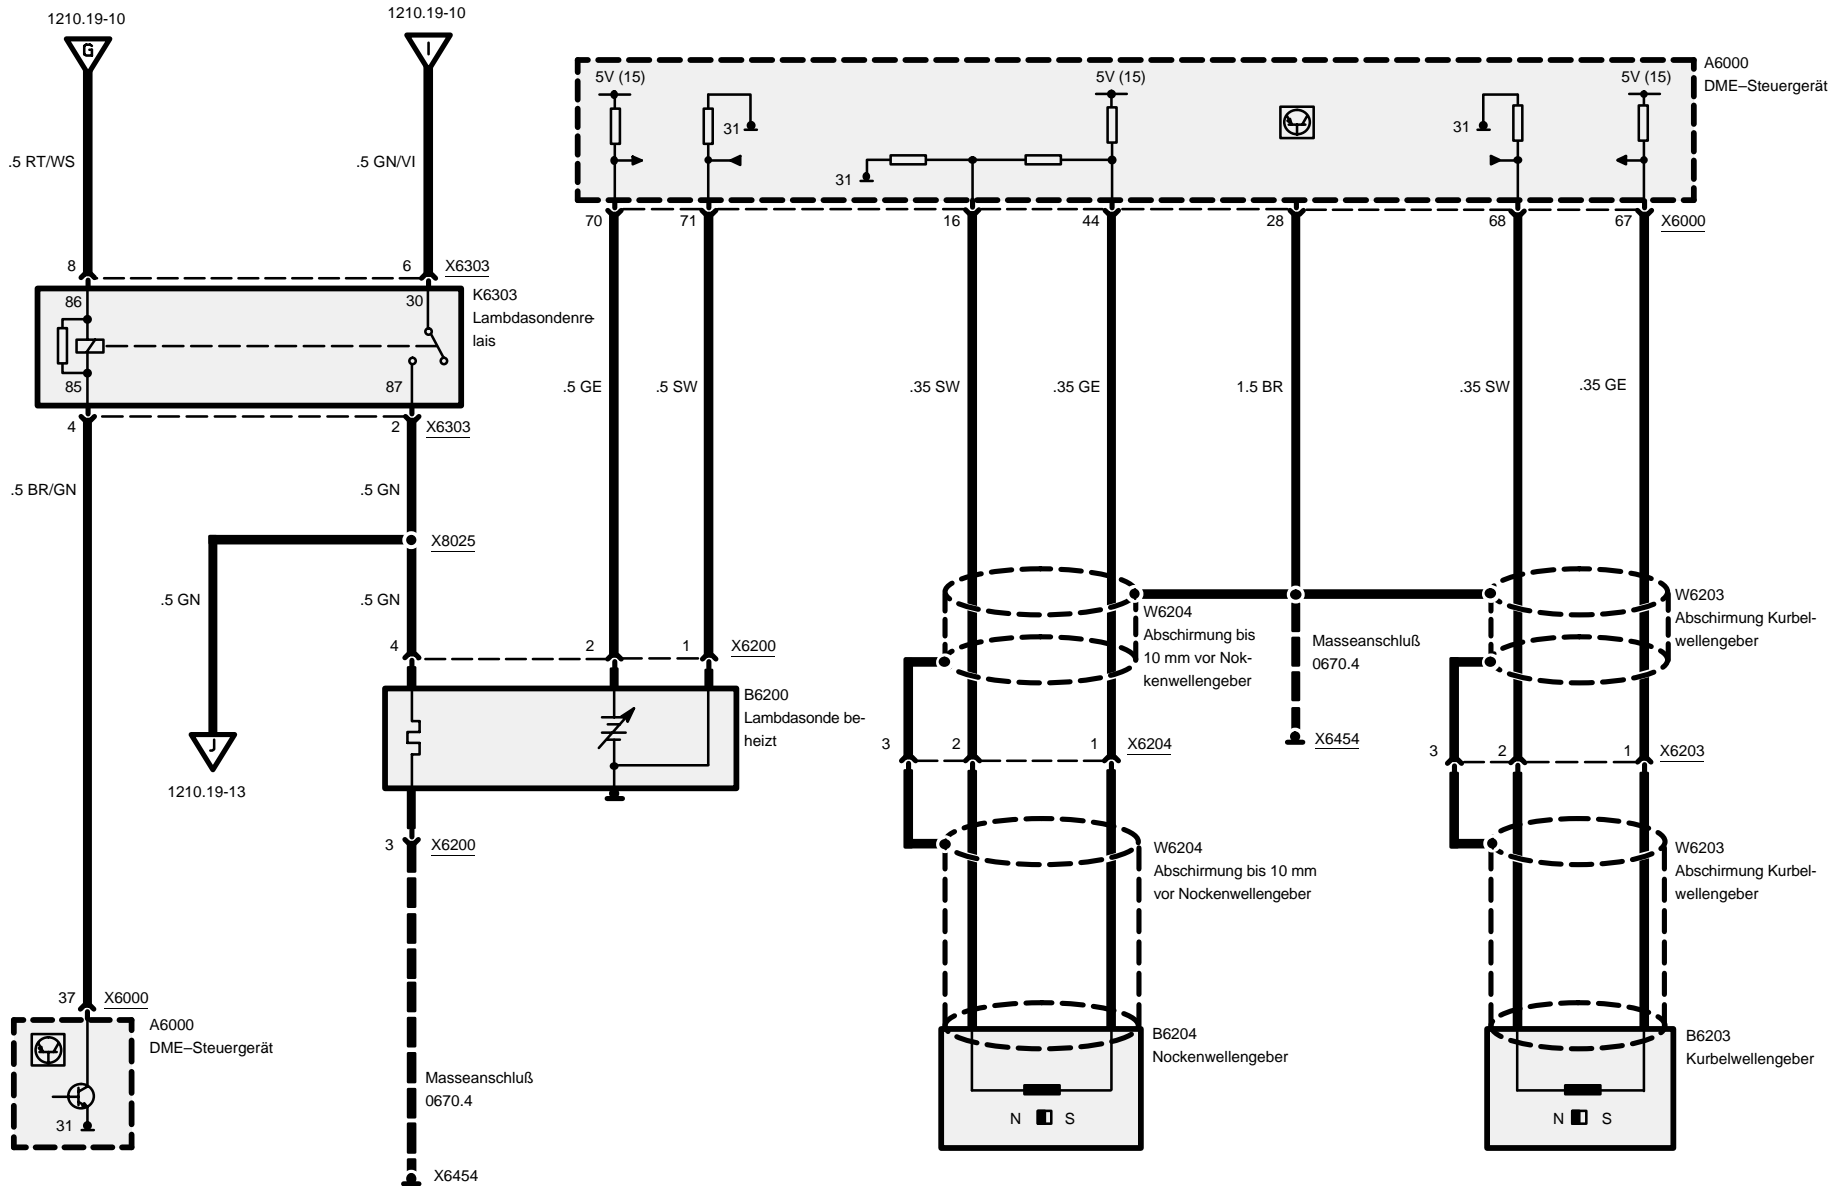 1210.19-10
1210.19-10
G
I
A6000
DME–Steuergerät
5V (15)
5V (15)
5V (15)
31
31
31
.5 RT/WS
.5 GN/VI
70
71
16
44
28
68
67
X6000
8
6
X6303
K6303
Lambdasondenre-
lais
86
30
85
87
4
2
X6303
.5 GE
.5 SW
.35 SW
.35 GE
1.5 BR
.35 SW
.35 GE
.5 BR/GN
.5 GN
X8025
.5 GN
.5 GN
W6204
Abschirmung bis
10 mm vor Nok-
kenwellengeber
Masseanschluß
0670.4
W6203
Abschirmung Kurbel-
wellengeber
4
2
1
X6200
B6200
Lambdasonde be-
heizt
J
1210.19-13
3
2
1
X6204
X6454
3
2
1
X6203
3
X6200
W6204
Abschirmung bis 10 mm
vor Nockenwellengeber
W6203
Abschirmung Kurbel-
wellengeber
37
X6000
A6000
DME–Steuergerät
31
Masseanschluß
0670.4
X6454
B6204
Nockenwellengeber
N
S
B6203
Kurbelwellengeber
N
S